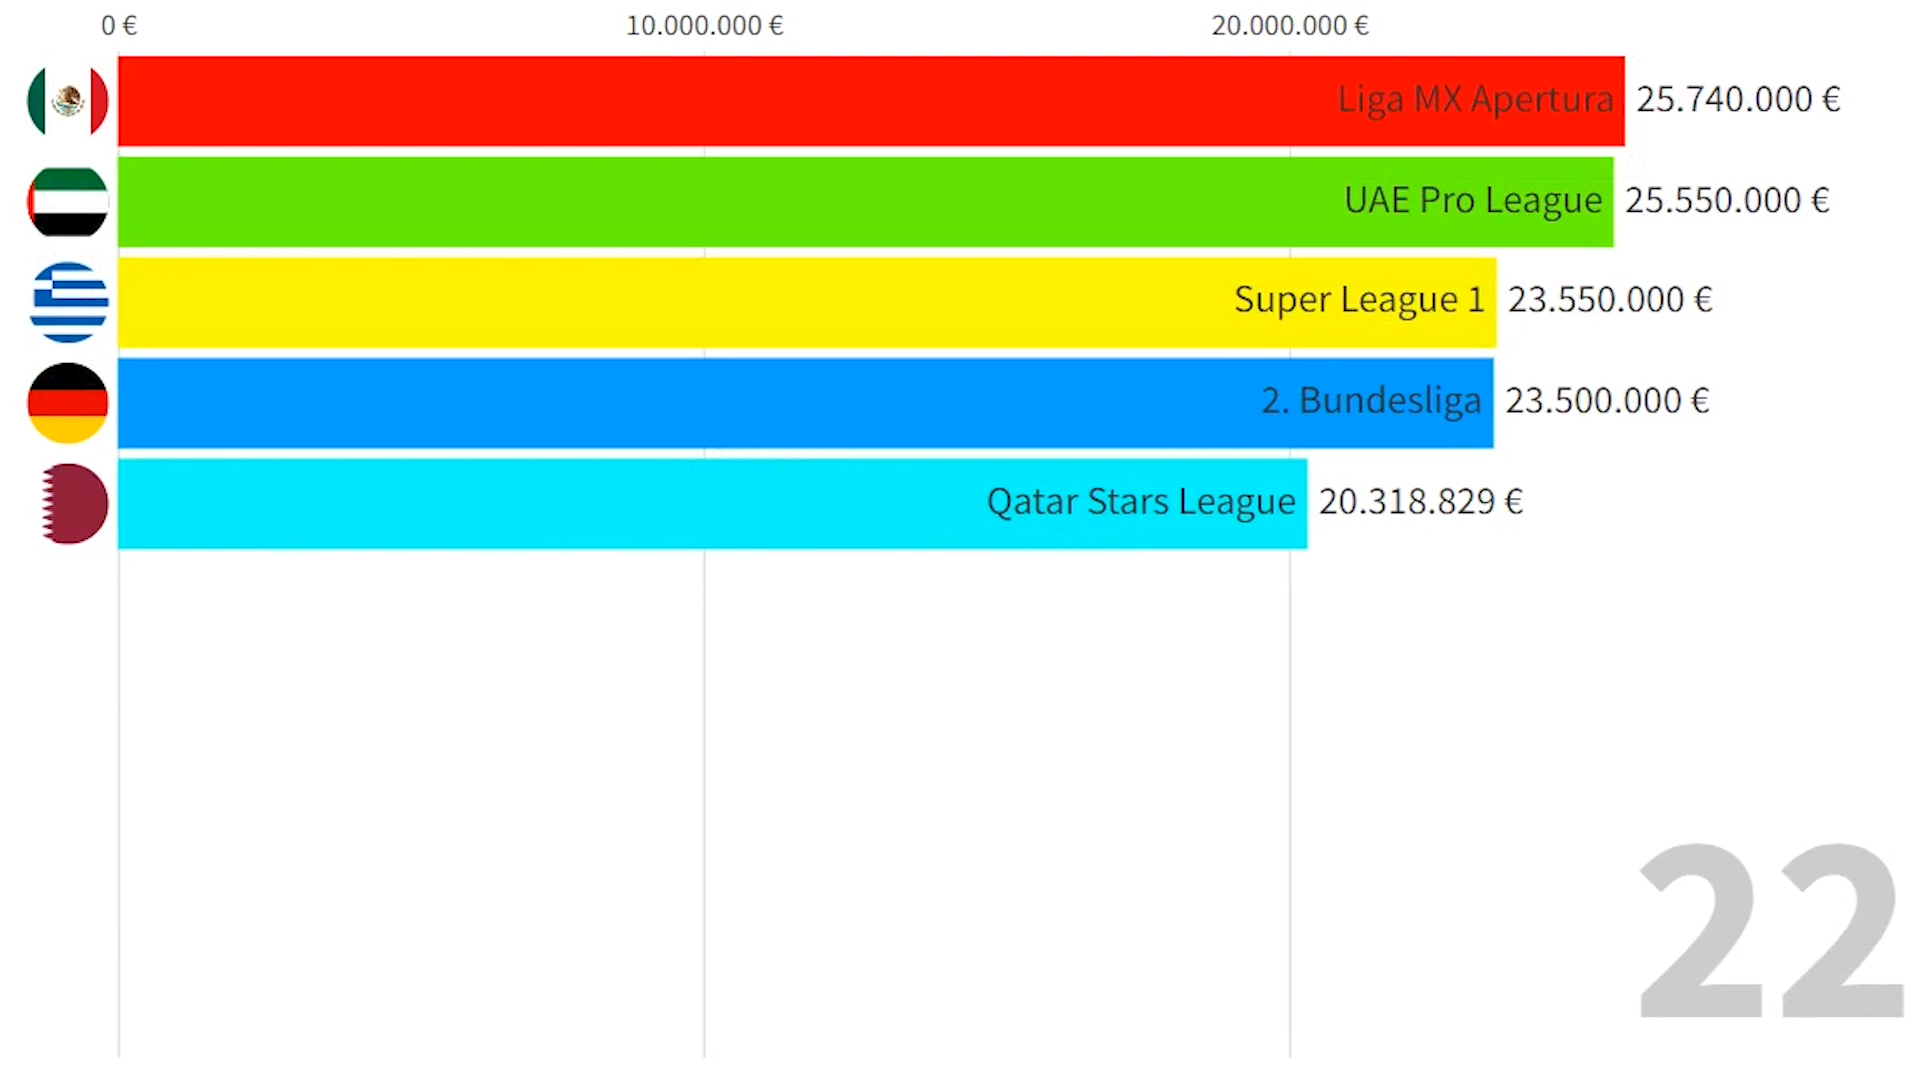 0 € 10.000.000 € 20.000.000 €
Liga MX Apertura 25.740.000 €
UAE Pro League 25.550.000 €
Super League 1 23.550.000 €
2. Bundesliga 23.500.000 €
Qatar Stars League 20.318.829 €
22